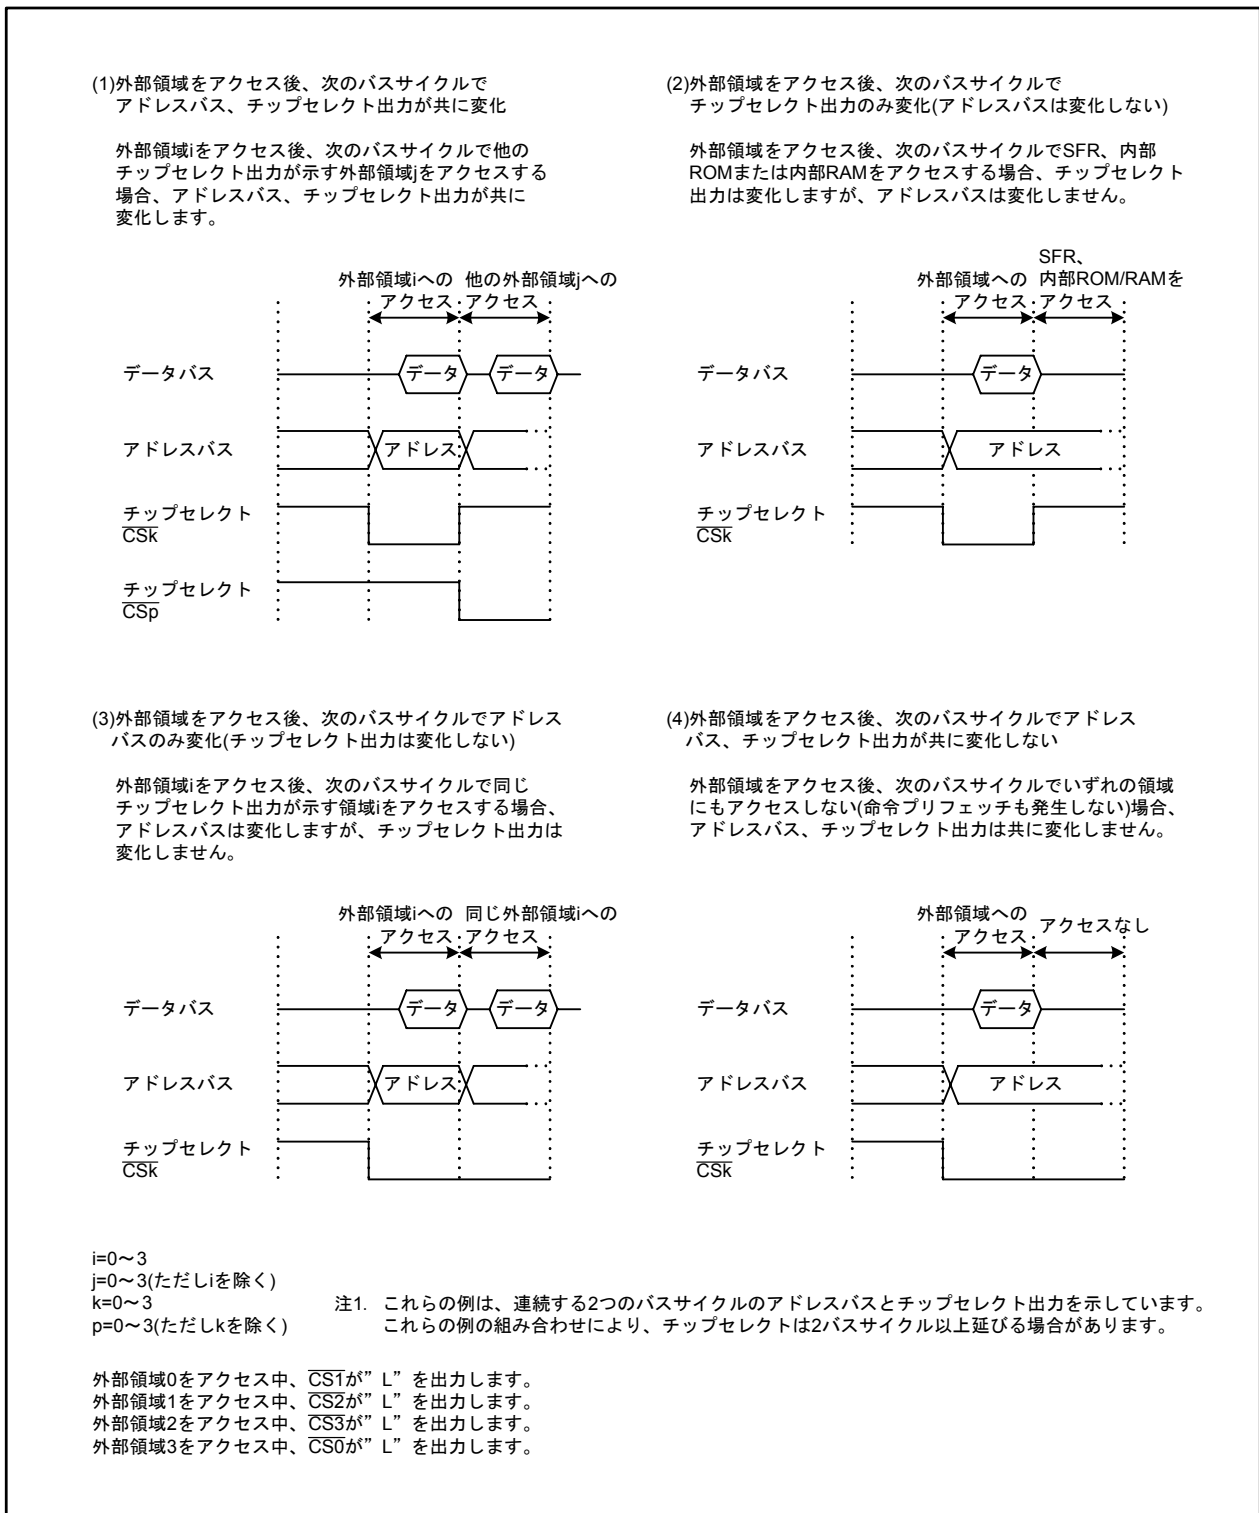 (1)外部領域をアクセス後、次のバスサイクルで
アドレスバス、チップセレクト出力が共に変化
外部領域iをアクセス後、次のバスサイクルで他の
チップセレクト出力が示す外部領域jをアクセスする
場合、アドレスバス、チップセレクト出力が共に
変化します。
外部領域iへの 他の外部領域jへの
アクセス アクセス
データバス
データ データ
アドレスバス
アドレス
チップセレクト
CSk
チップセレクト
CSp
(2)外部領域をアクセス後、次のバスサイクルで
チップセレクト出力のみ変化(アドレスバスは変化しない)
外部領域をアクセス後、次のバスサイクルでSFR、内部
ROMまたは内部RAMをアクセスする場合、チップセレクト
出力は変化しますが、アドレスバスは変化しません。
SFR、
外部領域への 内部ROM/RAMを
アクセス アクセス
データバス
データ
アドレスバス
アドレス
チップセレクト
CSk
(3)外部領域をアクセス後、次のバスサイクルでアドレス
バスのみ変化(チップセレクト出力は変化しない)
外部領域iをアクセス後、次のバスサイクルで同じ
チップセレクト出力が示す領域iをアクセスする場合、
アドレスバスは変化しますが、チップセレクト出力は
変化しません。
外部領域iへの 同じ外部領域iへの
アクセス アクセス
データバス
データ データ
アドレスバス
アドレス
チップセレクト
CSk
(4)外部領域をアクセス後、次のバスサイクルでアドレス
バス、チップセレクト出力が共に変化しない
外部領域をアクセス後、次のバスサイクルでいずれの領域
にもアクセスしない(命令プリフェッチも発生しない)場合、
アドレスバス、チップセレクト出力は共に変化しません。
外部領域への
アクセス アクセスなし
データバス
データ
アドレスバス
アドレス
チップセレクト
CSk
i=0～3
j=0～3(ただしiを除く)
k=0～3
p=0～3(ただしkを除く)
注1. これらの例は、連続する2つのバスサイクルのアドレスバスとチップセレクト出力を示しています。
これらの例の組み合わせにより、チップセレクトは2バスサイクル以上延びる場合があります。
外部領域0をアクセス中、CS1が”L”を出力します。
外部領域1をアクセス中、CS2が”L”を出力します。
外部領域2をアクセス中、CS3が”L”を出力します。
外部領域3をアクセス中、CS0が”L”を出力します。